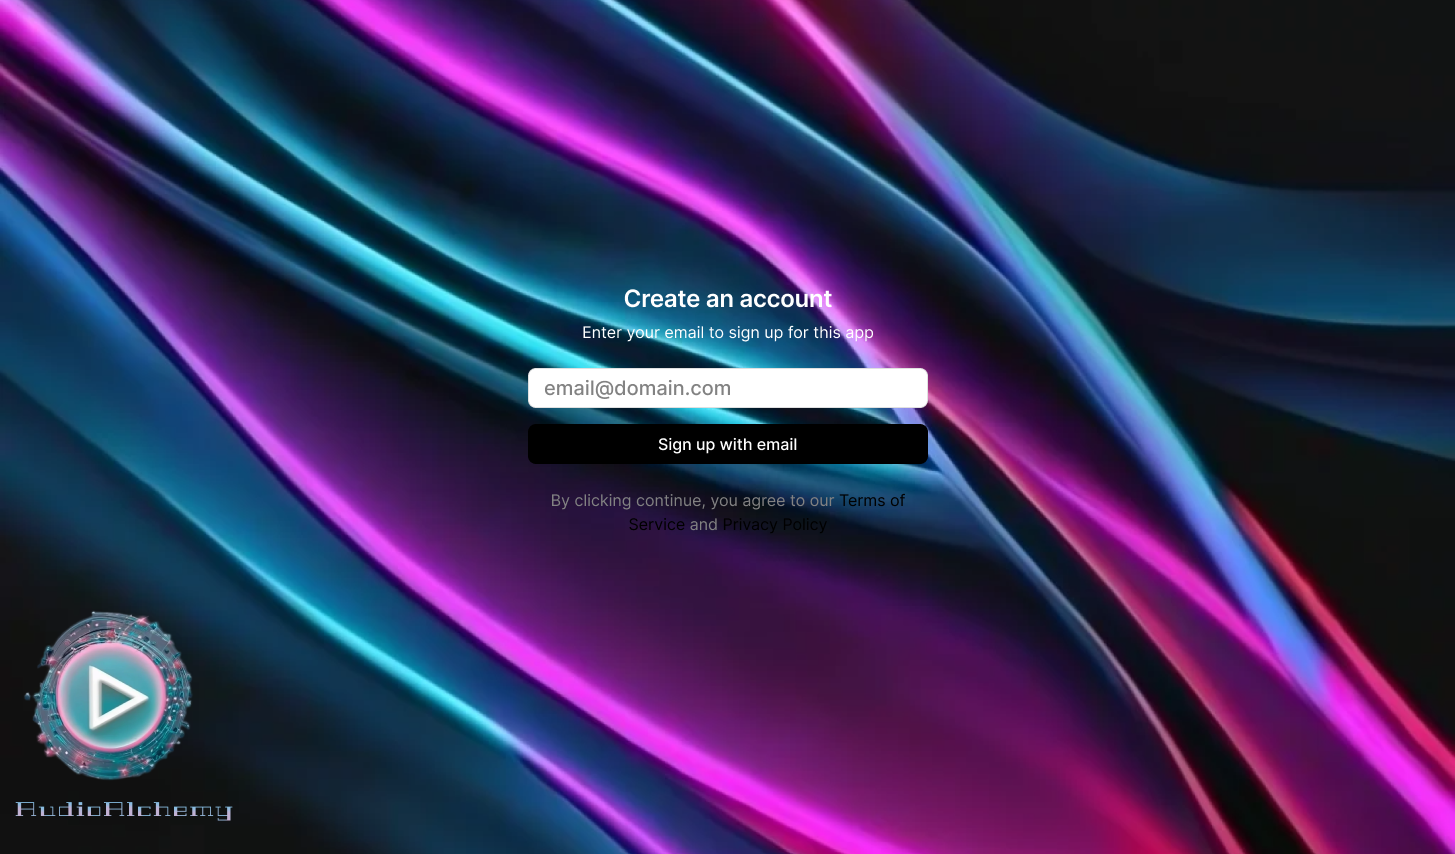 Create an account
Enter your email to sign up for this app
email@domain.com
Sign up with email
By clicking continue, you agree to our Terms of
Service and Privacy Policy
AudioAlchemy